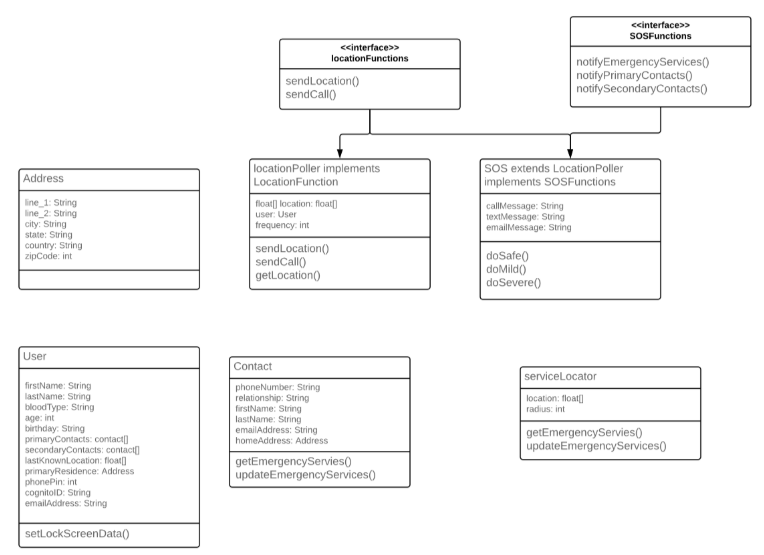 <<interface>>
locationFunctions
sendLocation()
sendCall()
<<interface>>
SOSFunctions
notifyEmergencyServices()
notifyPrimaryContacts()
notifySecondaryContacts()
Address
line_1: String
line_2: String
city: String
state: String
country: String
zipCode: int
locationPoller implements
LocationFunction
float[] location: float[]
user: User
frequency: int
sendLocation()
sendCall()
getLocation()
SOS extends LocationPoller
implements SOSFunctions
callMessage: String
textMessage: String
emailMessage: String
doSafe()
doMild()
doSevere()
User
firstName: String
lastName: String
bloodType: String
age: int
birthday: String
primaryContacts: contact[]
secondaryContacts: contact[]
lastKnownLocation: float[]
primaryResidence: Address
phonePin: int
cognitoID: String
emailAddress: String
setLockScreenData()
Contact
phoneNumber: String
relationship: String
firstName: String
lastName: String
emailAddress: String
homeAddress: Address
getEmergencyServies()
updateEmergencyServices()
serviceLocator
location: float[]
radius: int
getEmergencyServies()
updateEmergencyServices()